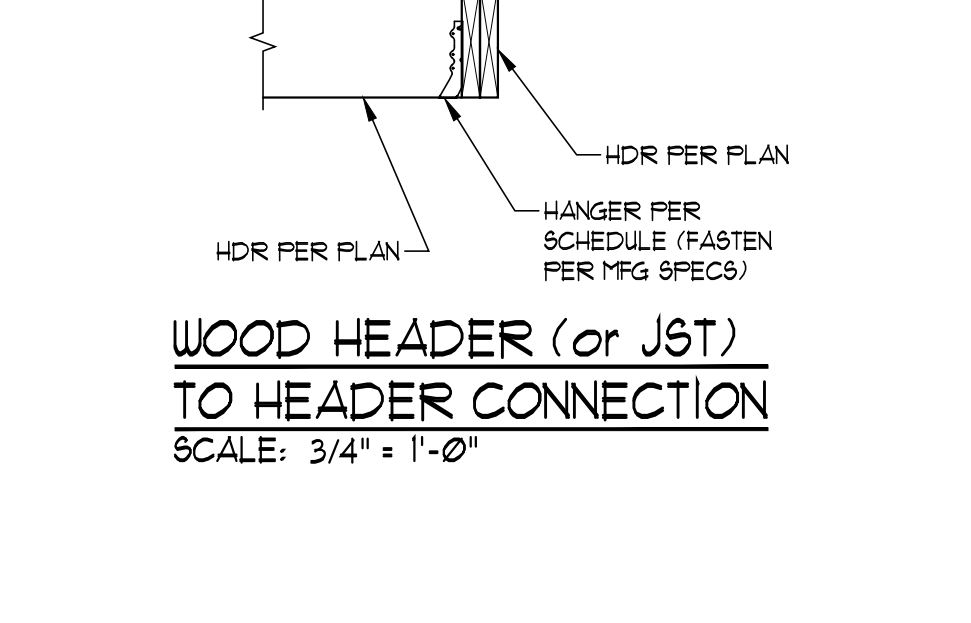 HDR PER PLAN
HANGER PER
SCHEDULE (FASTEN
PER MFG SPECS)
HDR PER PLAN
WOOD HEADER (or JST)
TO HEADER CONNECTION
SCALE: 3/4" = 1'-0"